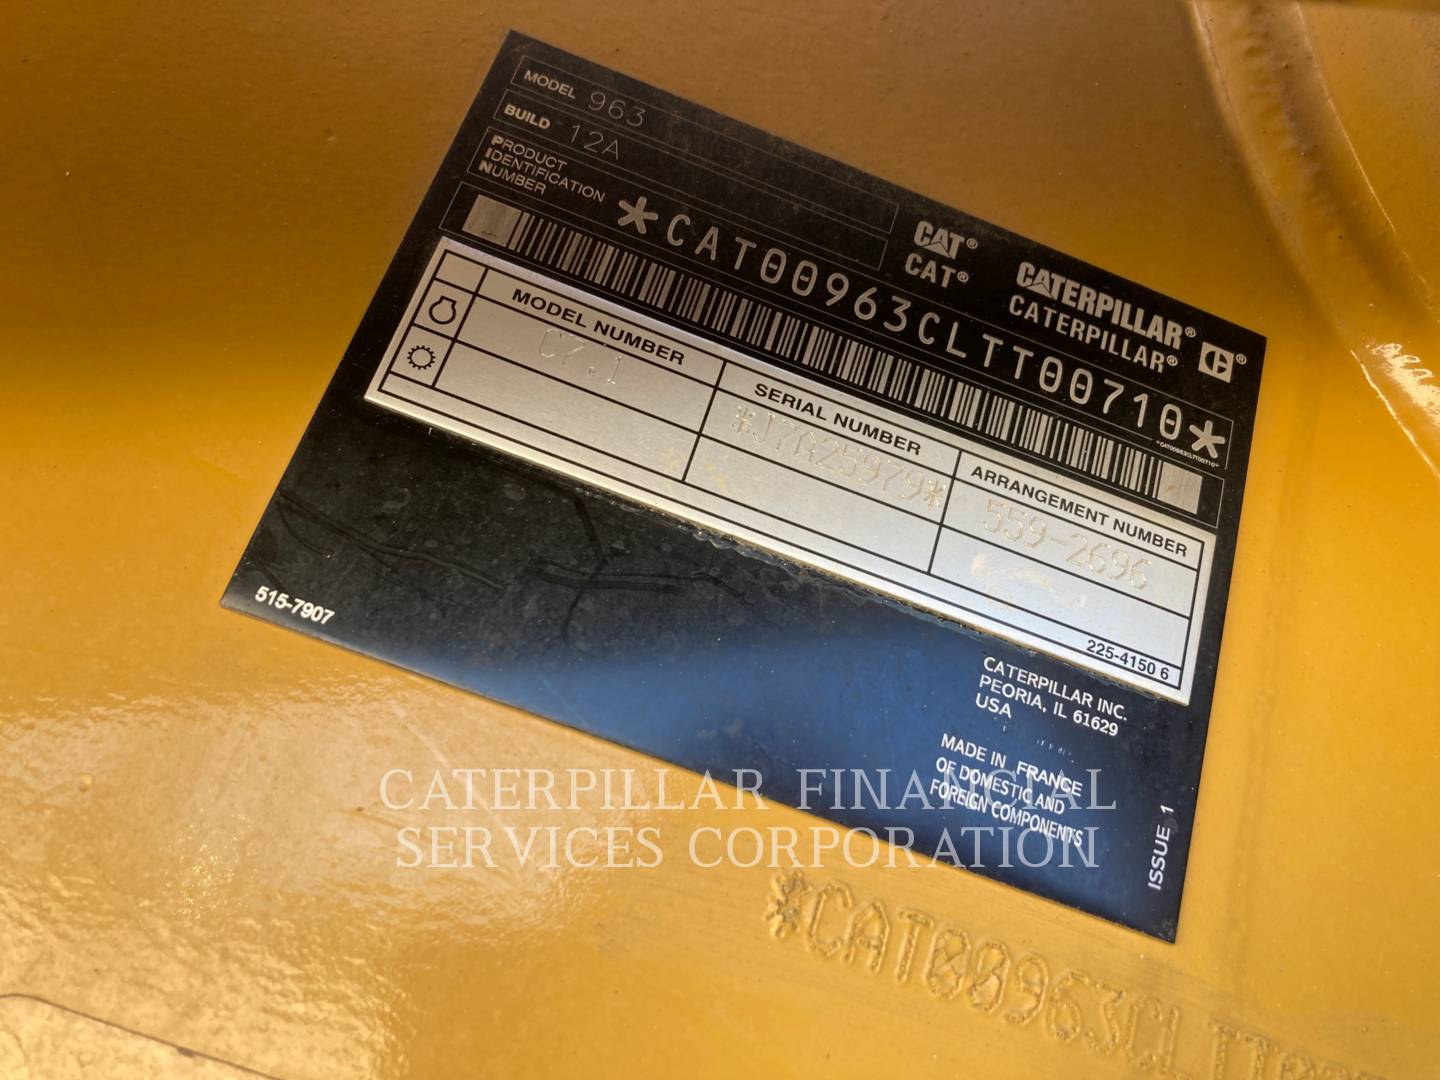 MODEL 963
BUILD 12A
PRODUCT
IDENTIFICATION
NUMBER
*CAT00963CLTT00710*
CAT®
CAT®
CATERPILLAR®
CATERPILLAR®
*CAT00963CLTT00710*
MODEL NUMBER SERIAL NUMBER ARRANGEMENT NUMBER
C7.1 *J7A25979* 559-2696
225-4150 6
515-7907
CATERPILLAR INC.
PEORIA, IL 61629
USA
MADE IN FRANCE
OF DOMESTIC AND
FOREIGN COMPONENTS
ISSUE 1
CATERPILLAR FINANCIAL
SERVICES CORPORATION
*CAT00963CLTT0